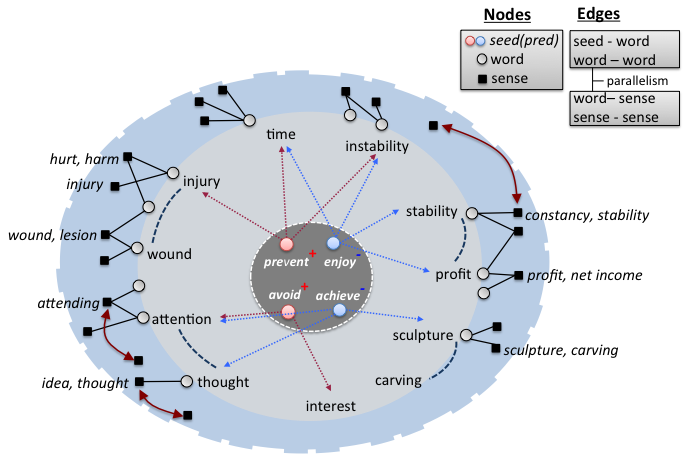 Nodes
Edges
seed(pred)
word
sense
seed - word
word – word
parallelism
word– sense
sense - sense
time
instability
hurt, harm
injury
injury
stability
constancy, stability
wound, lesion
wound
prevent + enjoy -
profit
profit, net income
avoid + achieve -
attending
attention
sculpture
sculpture, carving
idea, thought
thought
carving
interest